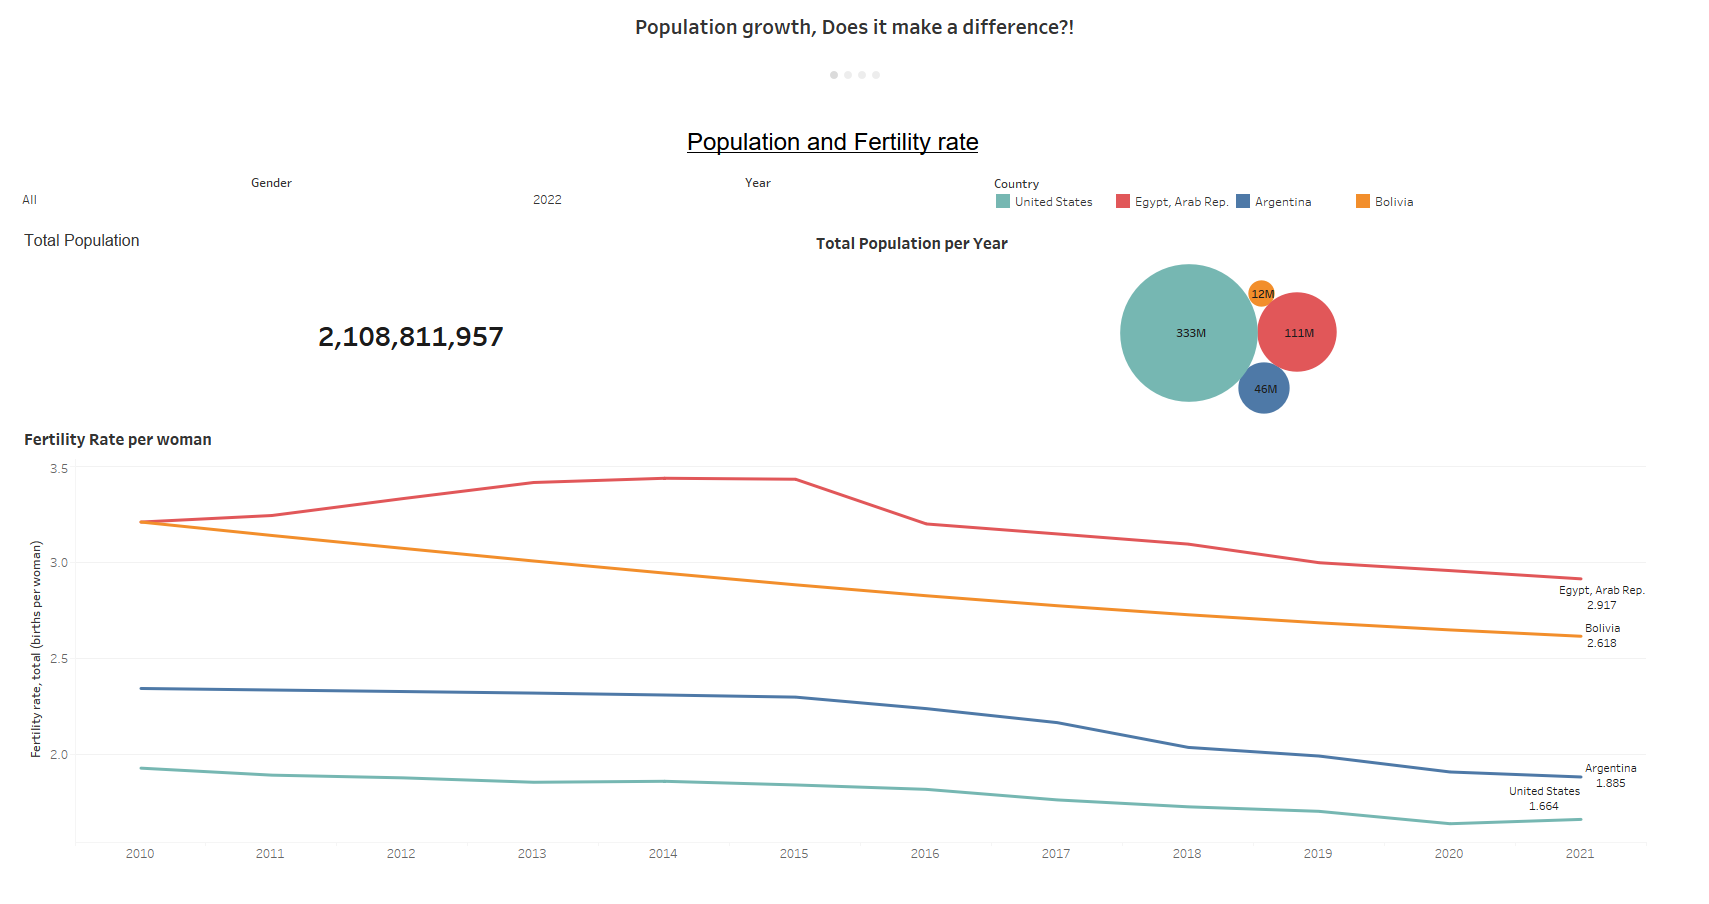 Population growth, Does it make a difference?!
Population and Fertility rate
Gender
Year
Country
All
2022
United States
Egypt, Arab Rep.
Argentina
Bolivia
Total Population
Total Population per Year
2,108,811,957
333M
12M
111M
46M
Fertility Rate per woman
Fertility rate, total (births per woman)
3.5
3.0
2.5
2.0
Egypt, Arab Rep.
2.917
Bolivia
2.618
Argentina
1.885
United States
1.664
2010 2011 2012 2013 2014 2015 2016 2017 2018 2019 2020 2021